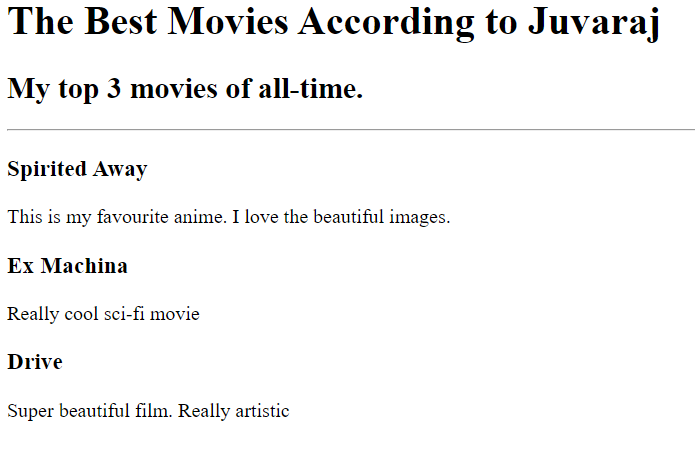 The Best Movies According to Juvaraj
My top 3 movies of all-time.
Spirited Away
This is my favourite anime. I love the beautiful images.
Ex Machina
Really cool sci-fi movie
Drive
Super beautiful film. Really artistic